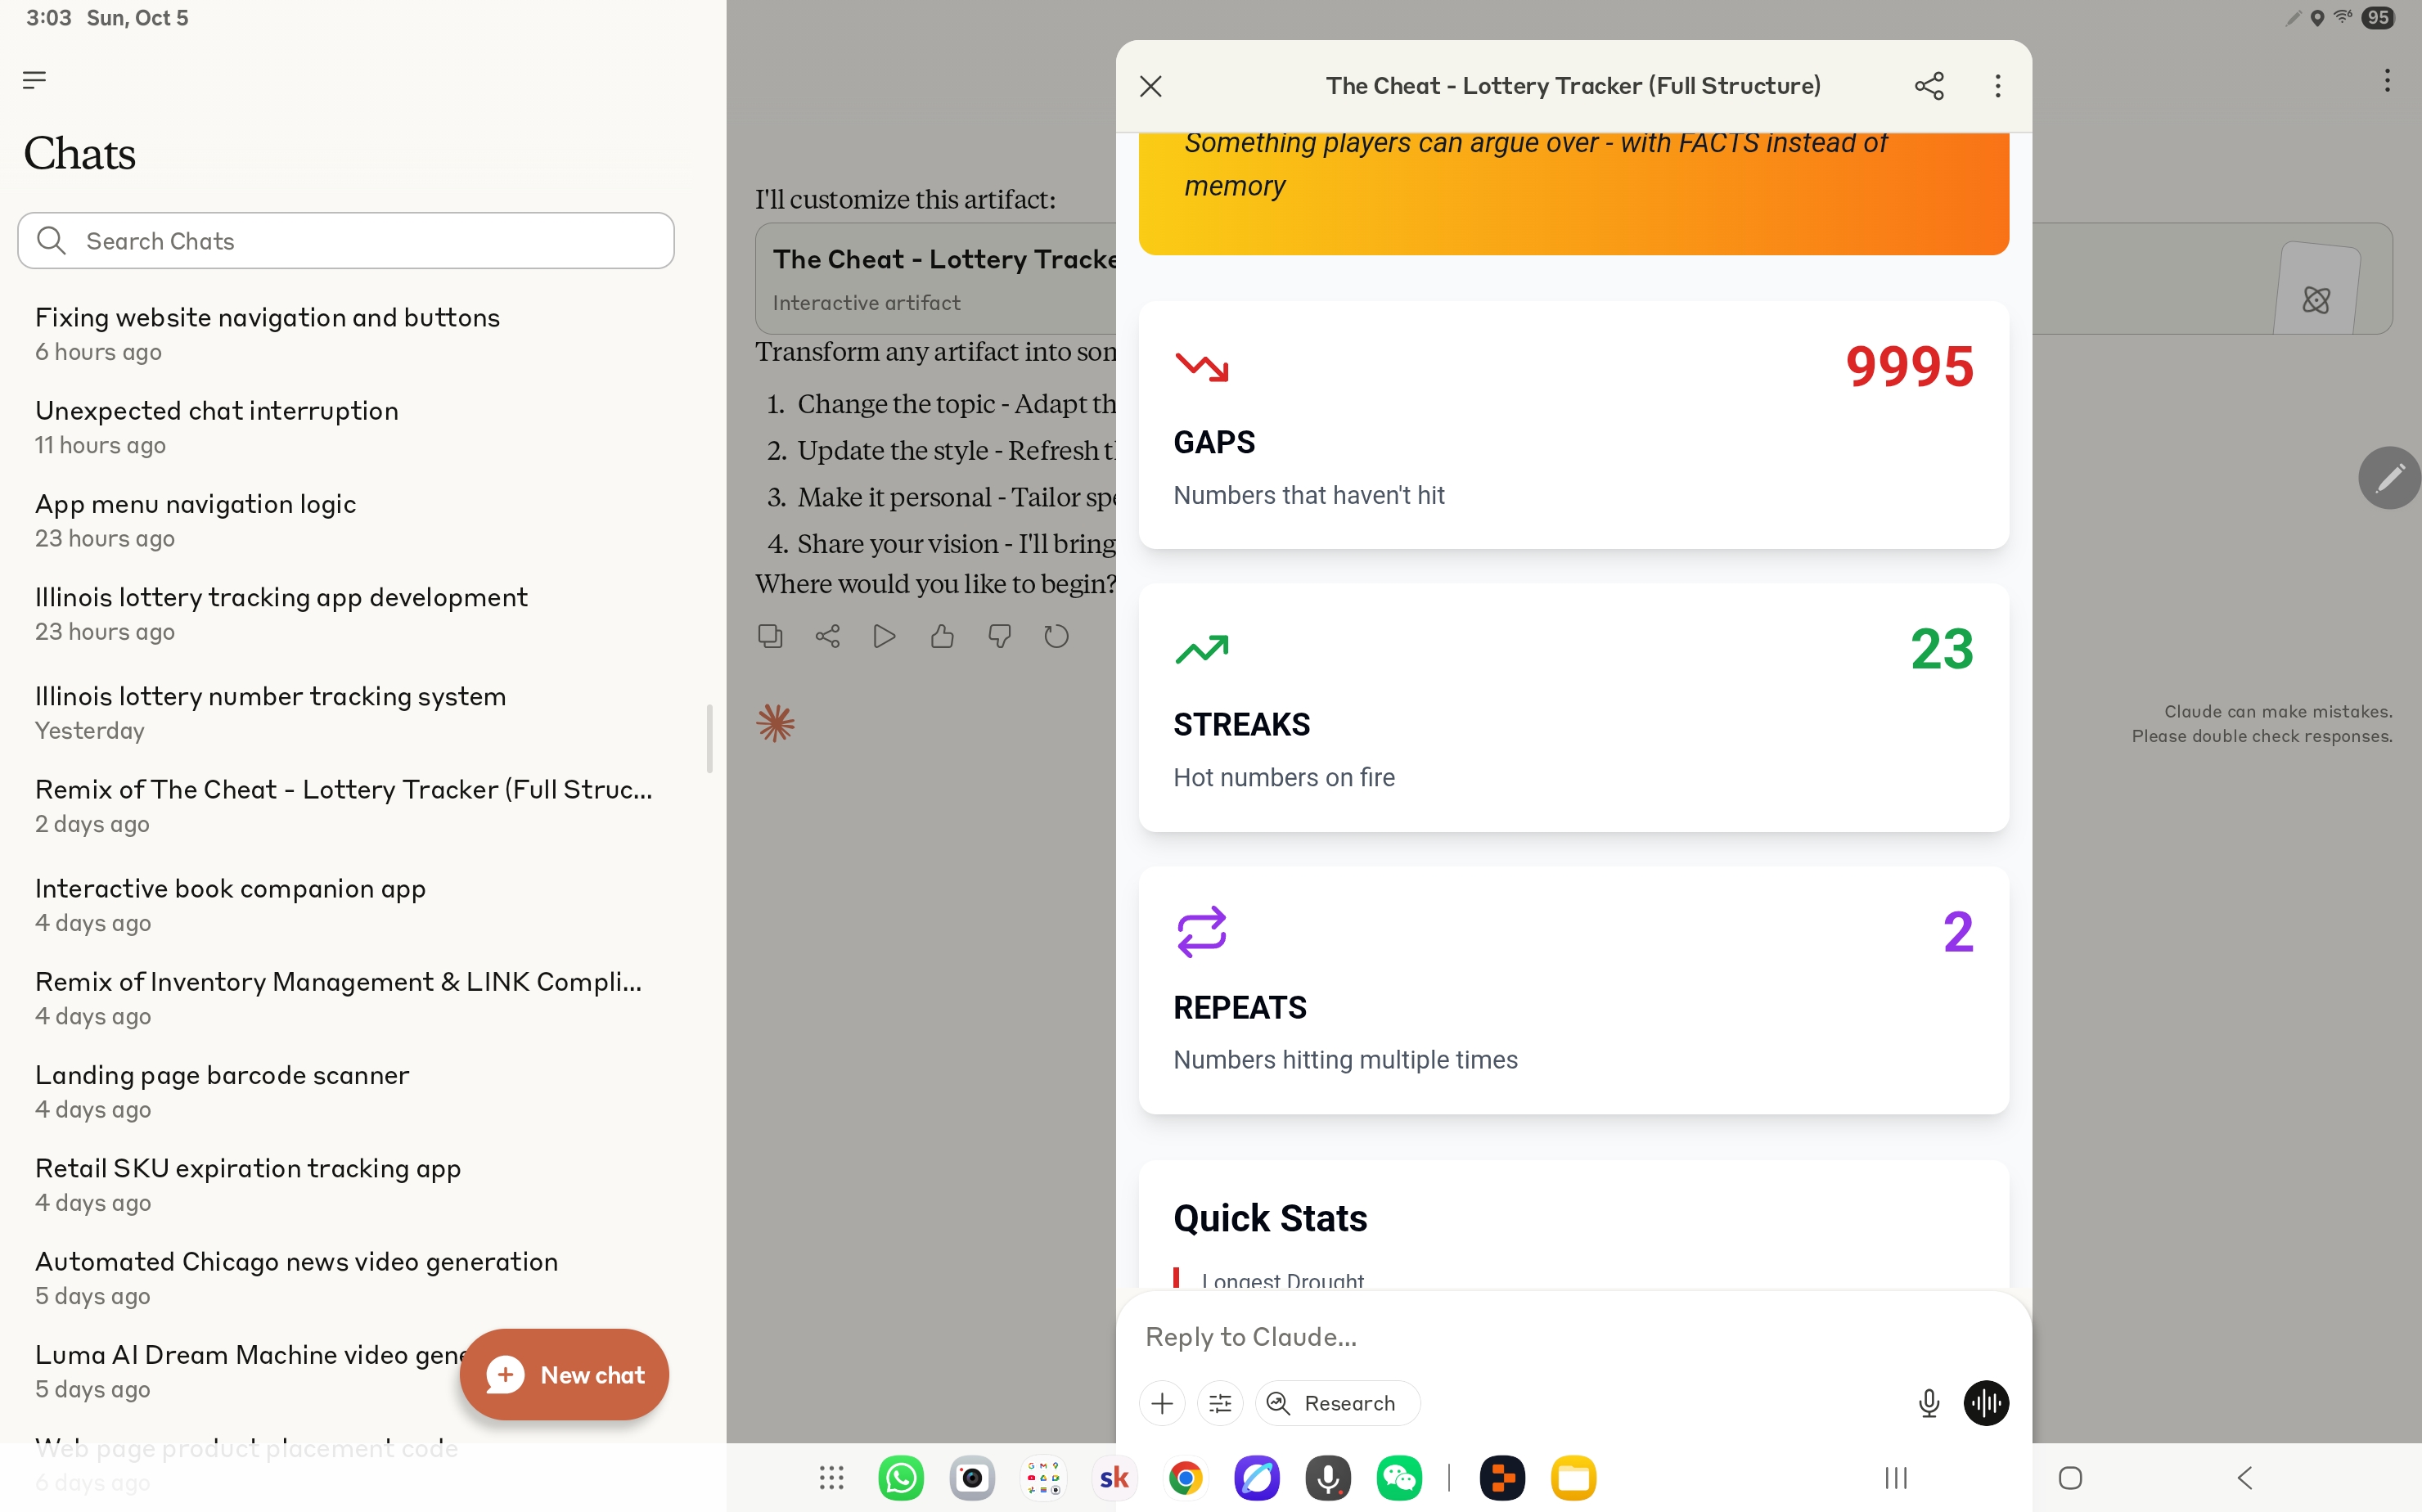 3:03 Sun, Oct 5
95
Chats
Search Chats
Fixing website navigation and buttons
6 hours ago
Unexpected chat interruption
11 hours ago
App menu navigation logic
23 hours ago
Illinois lottery tracking app development
23 hours ago
Illinois lottery number tracking system
Yesterday
Remix of The Cheat - Lottery Tracker (Full Struc...
2 days ago
Interactive book companion app
4 days ago
Remix of Inventory Management & LINK Compli...
4 days ago
Landing page barcode scanner
4 days ago
Retail SKU expiration tracking app
4 days ago
Automated Chicago news video generation
5 days ago
Luma AI Dream Machine video gene
5 days ago
Web page product placement code
6 days ago
New chat
I'll customize this artifact:
The Cheat - Lottery Tracke
Interactive artifact
Transform any artifact into som
1. Change the topic - Adapt th
2. Update the style - Refresh th
3. Make it personal - Tailor spe
4. Share your vision - I'll bring
Where would you like to begin?
Claude can make mistakes.
Please double check responses.
The Cheat - Lottery Tracker (Full Structure)
Something players can argue over - with FACTS instead of
memory
9995
GAPS
Numbers that haven't hit
23
STREAKS
Hot numbers on fire
2
REPEATS
Numbers hitting multiple times
Quick Stats
Longest Drought
Reply to Claude...
Research
sk